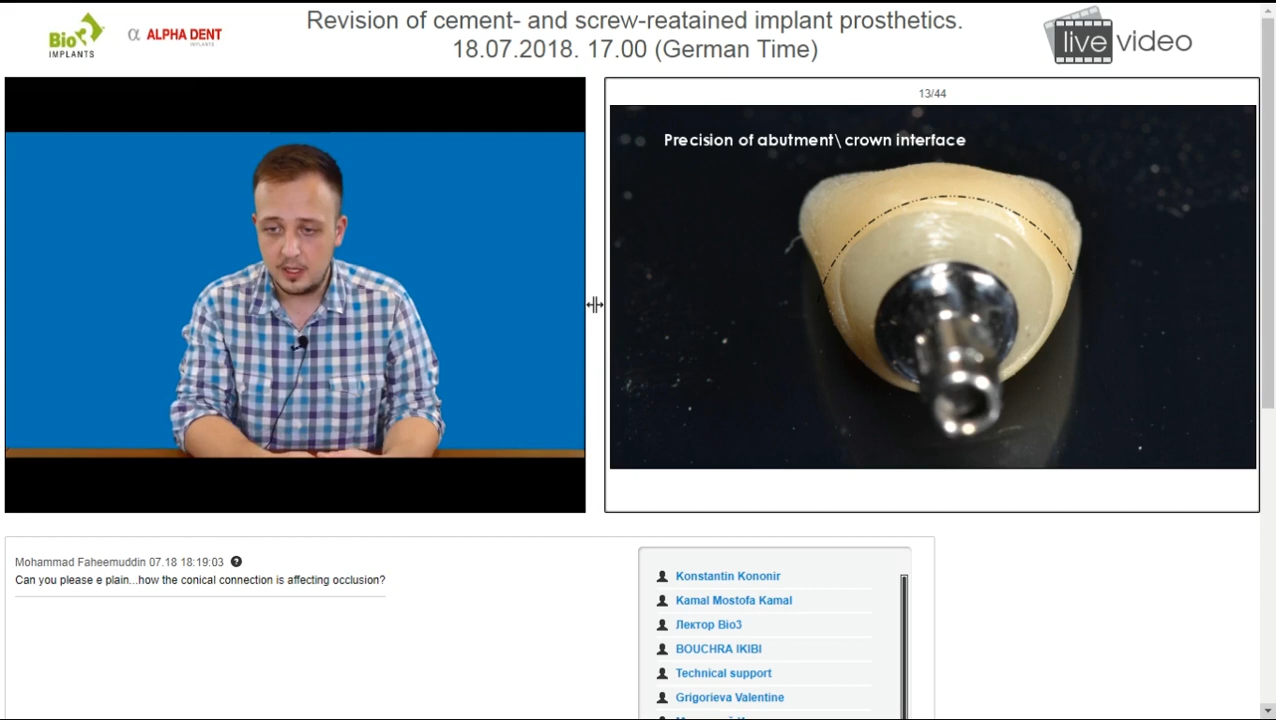 Bio3
IMPLANTS
α ALPHA DENT
IMPLANTS
Revision of cement- and screw-reatained implant prosthetics.
18.07.2018. 17.00 (German Time)
live video
13/44
Precision of abutment\ crown interface
Mohammad Faheemuddin 07.18 18:19:03 ?
Can you please e plain...how the conical connection is affecting occlusion?
Konstantin Kononir
Kamal Mostofa Kamal
Лектор Bio3
BOUCHRA IKIBI
Technical support
Grigorieva Valentine